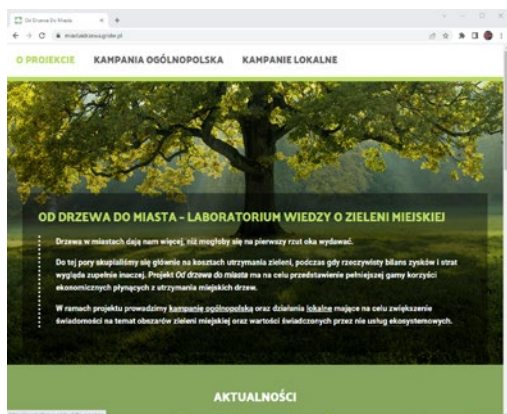 Od Drzewa Do Miasta
O PROJEKCIE KAMPANIA OGÓLNOPOLSKA KAMPANIE LOKALNE
OD DRZEWA DO MIASTA - LABORATORIUM WIEDZY O ZIELENI MIEJSKIEJ
Drzewa w miastach dają nam więcej, niż mogłoby się na pierwszy rzut oka wydawać.
Do tej pory skupialiśmy się głównie na kosztach utrzymania zieleni, podczas gdy rzeczywisty bilans zysków i strat
wygląda zupełnie inaczej. Projekt Od drzewa do miasta ma na celu przedstawienie pełniejszej gamy korzyści
ekonomicznych płynących z utrzymania miejskich drzew.
W ramach projektu prowadzimy kampanię ogólnopolską oraz działania lokalne mające na celu zwiększenie
świadomości na temat obszarów zieleni miejskiej oraz wartości świadczonych przez nie usług ekosystemowych.
AKTUALNOŚCI